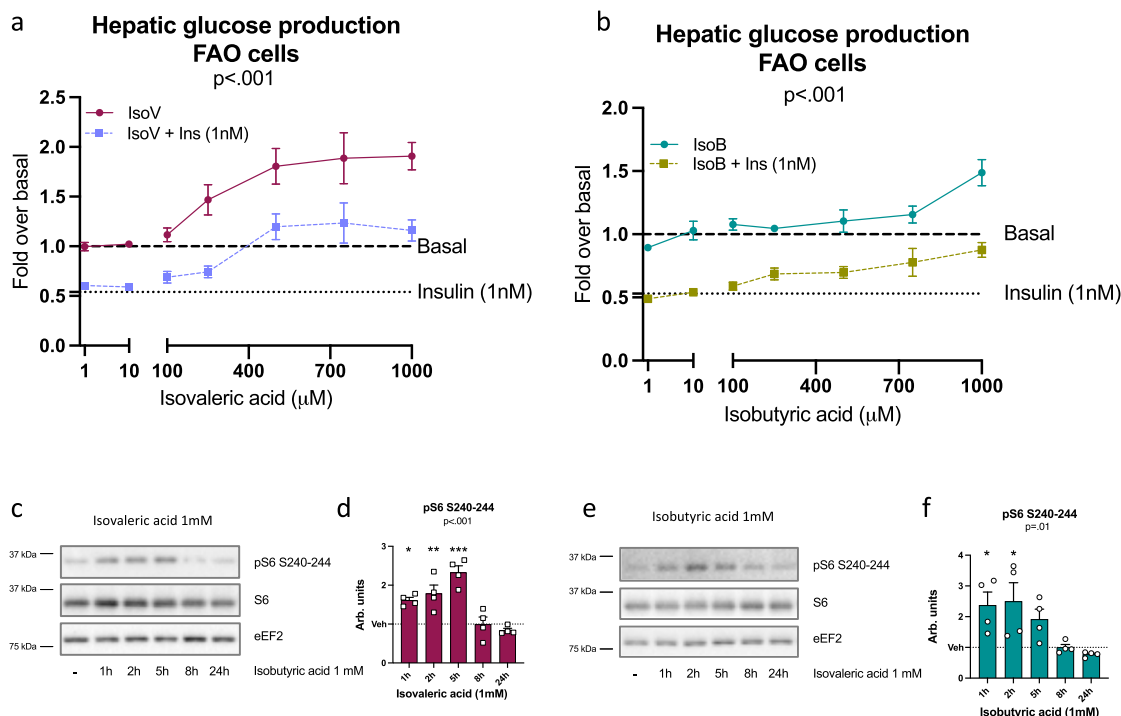 a
Hepatic glucose production
FAO cells
p<.001
2.5
2.0
1.5
1.0
0.5
0.0
Fold over basal
IsoV
IsoV + Ins (1nM)
Basal
Insulin (1nM)
1 10 100 400 700 1000
Isovaleric acid (μM)
b
Hepatic glucose production
FAO cells
p<.001
2.0
1.5
1.0
0.5
0.0
Fold over basal
IsoB
IsoB + Ins (1nM)
Basal
Insulin (1nM)
1 10 100 400 700 1000
Isobutyric acid (μM)
c
Isovaleric acid 1mM
37 kDa
pS6 S240-244
S6
eEF2
75 kDa
- 1h 2h 5h 8h 24h Isobutyric acid 1 mM
d
pS6 S240-244
p<.001
* ** ***
3
2
Veh
0
Arb. units
1h 2h 5h 8h 24h
Isovaleric acid (1mM)
e
Isobutyric acid 1mM
37 kDa
pS6 S240-244
S6
eEF2
75 kDa
- 1h 2h 5h 8h 24h Isovaleric acid 1 mM
f
pS6 S240-244
p=.01
* *
4
3
2
Veh
0
Arb. units
1h 2h 5h 8h 24h
Isobutyric acid (1mM)